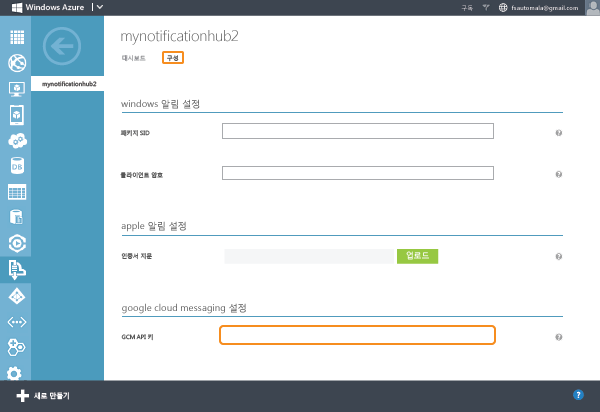 Windows Azure
구독
fsautomala@gmail.com
mynotificationhub2
대시보드 구성
mynotificationhub2
windows 알림 설정
패키지 SID
?
클라이언트 암호
?
apple 알림 설정
인증서 지문
업로드
?
google cloud messaging 설정
GCM API 키
?
DB
새로 만들기
?